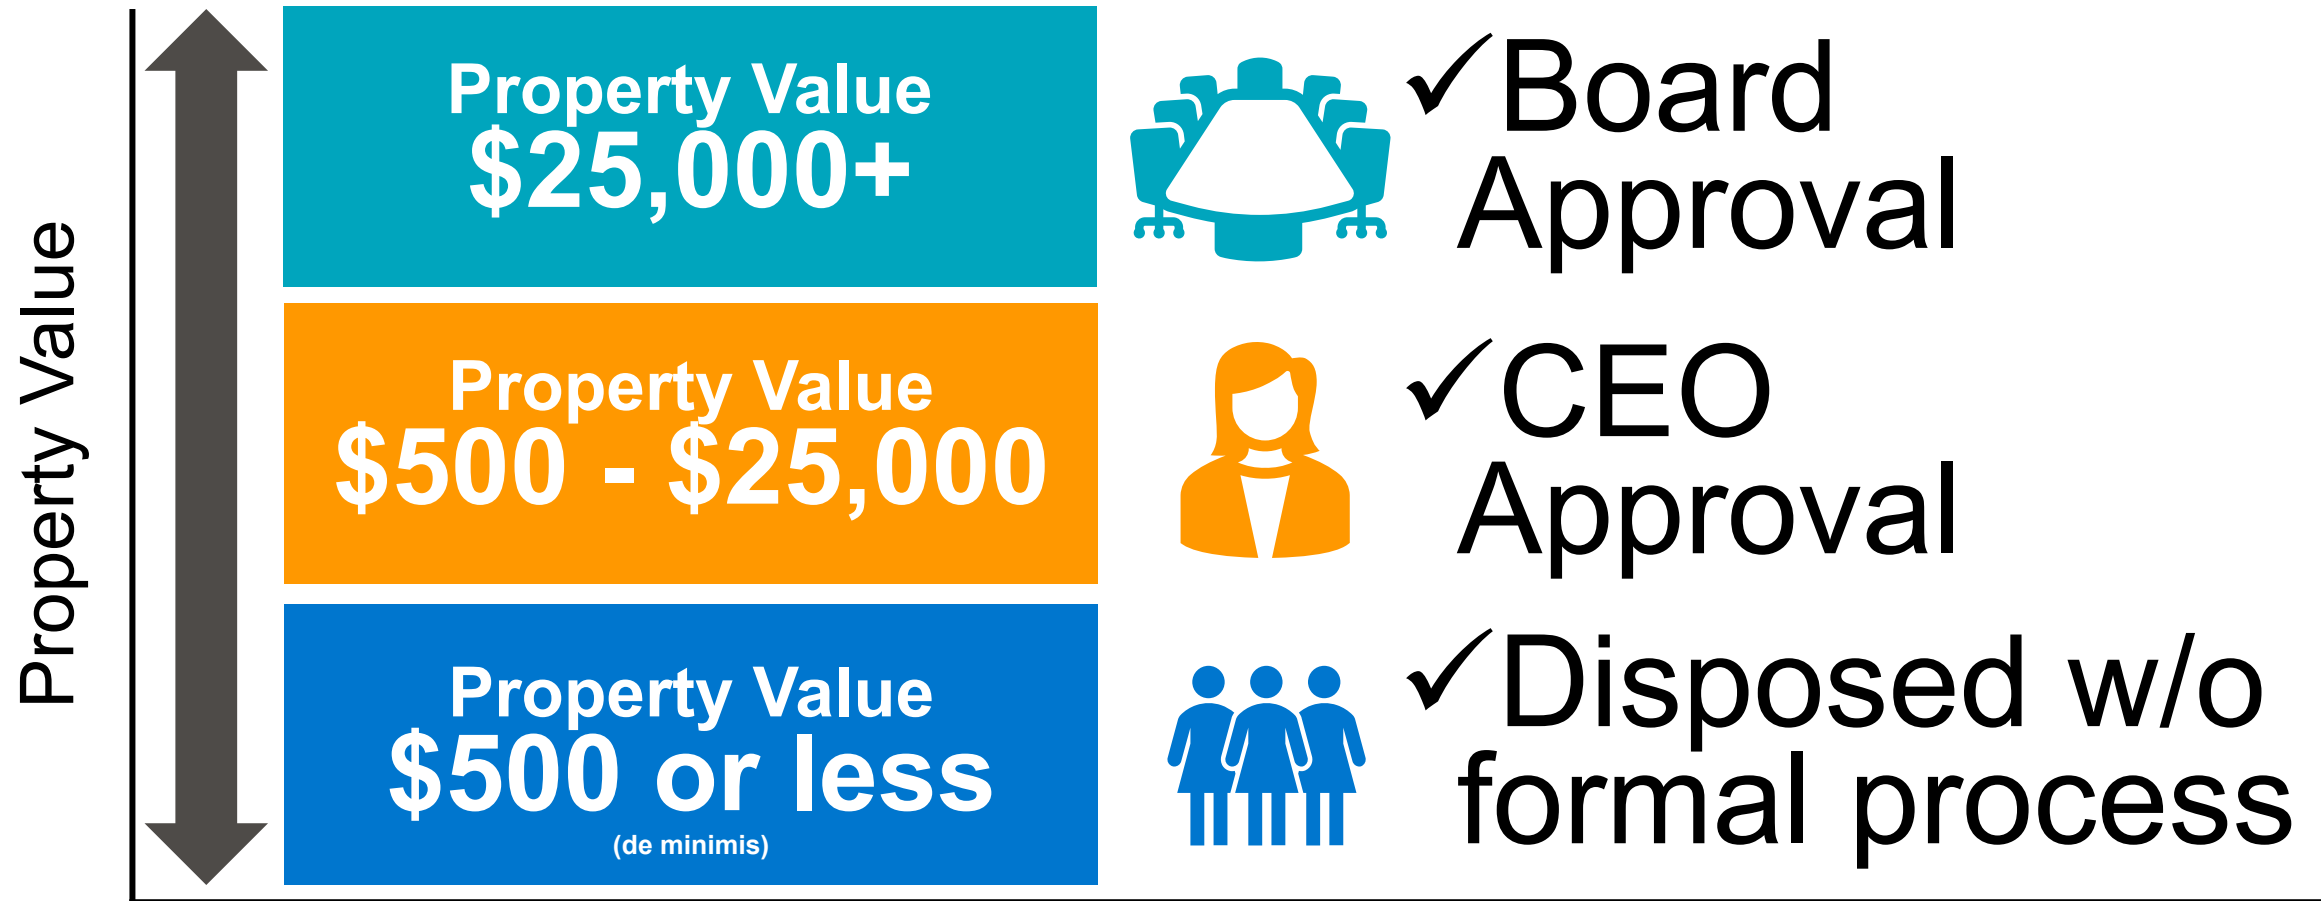 Property Value
Property Value
$25,000+
✓Board
Approval
Property Value
$500 - $25,000
✓CEO
Approval
Property Value
$500 or less
(de minimis)
✓Disposed w/o
formal process